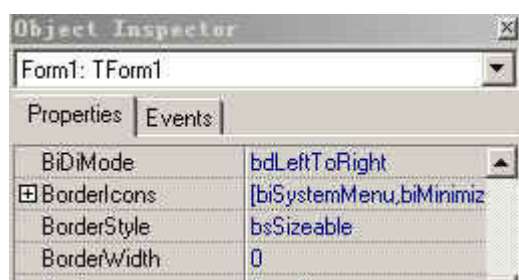 Object Inspector
Form1: TForm1
Properties Events
BiDiMode bdLeftToRight
BorderIcons [biSystemMenu,biMinimiz
BorderStyle bsSizeable
BorderWidth 0